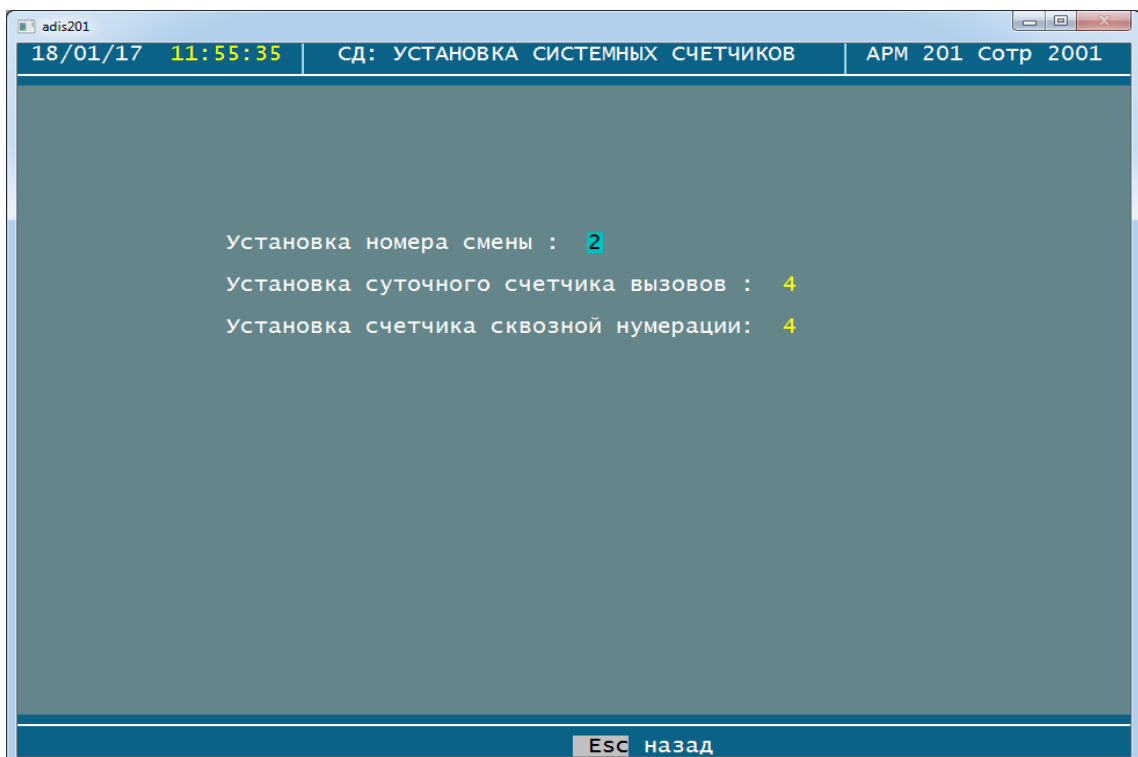 adis201
18/01/17 11:55:35 СД: УСТАНОВКА СИСТЕМНЫХ СЧЕТЧИКОВ АРМ 201 Сотр 2001
Установка номера смены : 2
Установка суточного счетчика вызовов : 4
Установка счетчика сквозной нумерации: 4
Esc назад